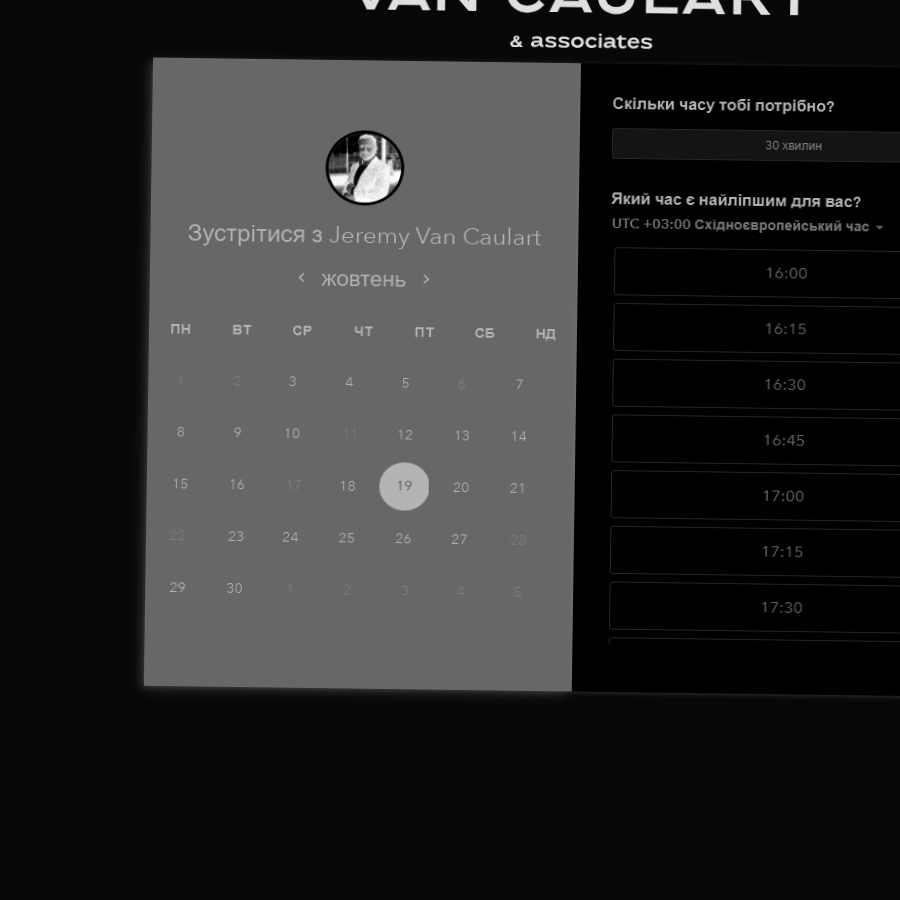 VAN CAULART
& associates
Зустрітися з Jeremy Van Caulart
жовтень
ПН ВТ СР ЧТ ПТ СБ НД
1 2 3 4 5 6 7
8 9 10 11 12 13 14
15 16 17 18 19 20 21
22 23 24 25 26 27 28
29 30 1 2 3 4 5
Скільки часу тобі потрібно?
30 хвилин
Який час є найліпшим для вас?
UTC +03:00 Східноєвропейський час
16:00
16:15
16:30
16:45
17:00
17:15
17:30